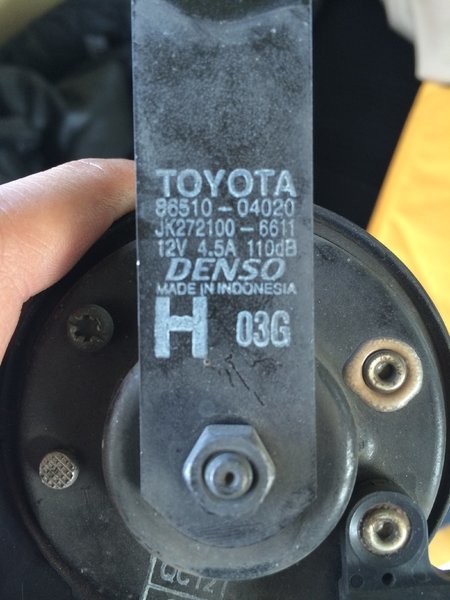 TOYOTA
86510-04020
JK272100-6611
12V 4.5A 110dB
DENSO
MADE IN INDONESIA
H 03G